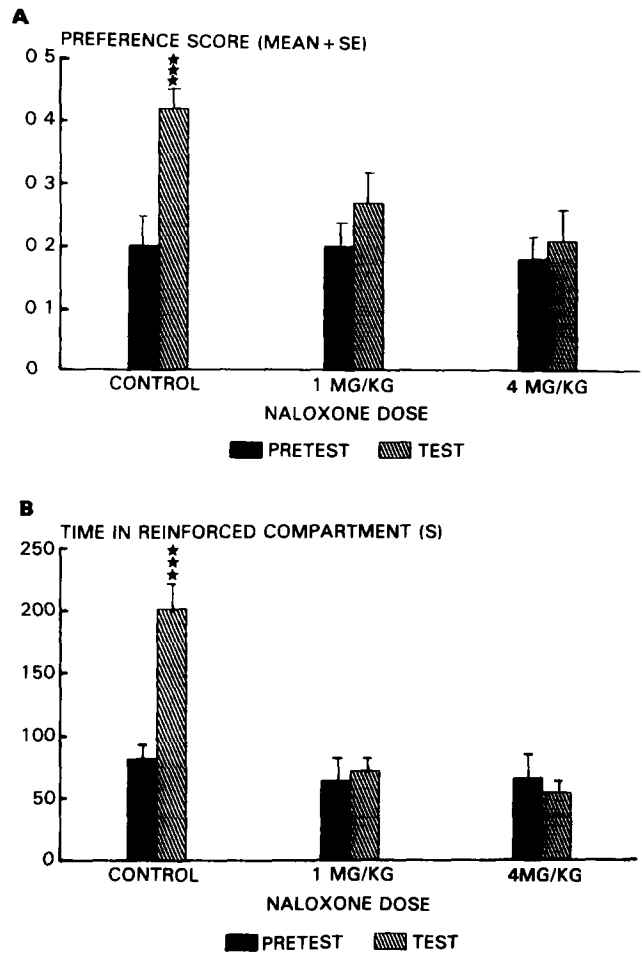 A
PREFERENCE SCORE (MEAN + SE)
0 5
★★★
0 4
0 3
0 2
0 1
0
CONTROL 1 MG/KG 4 MG/KG
NALOXONE DOSE
PRETEST TEST
B
TIME IN REINFORCED COMPARTMENT (S)
250
★★★
200
150
100
50
0
CONTROL 1 MG/KG 4MG/KG
NALOXONE DOSE
PRETEST TEST